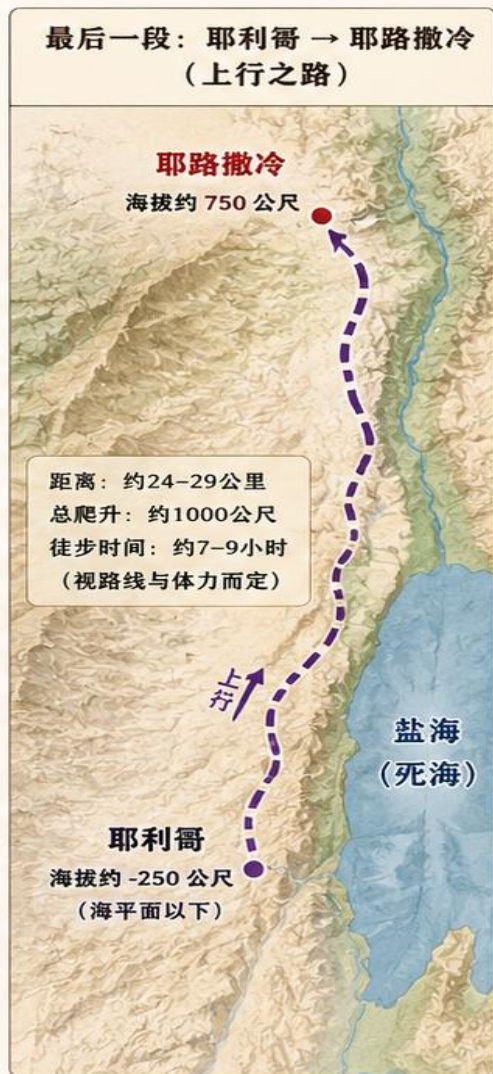 最后一段：耶利哥 → 耶路撒冷
（上行之路）
耶路撒冷
海拔约 750 公尺
距离：约24–29公里
总爬升：约1000公尺
徒步时间：约7–9小时
（视路线与体力而定）
上行
盐海
（死海）
耶利哥
海拔约 -250 公尺
（海平面以下）